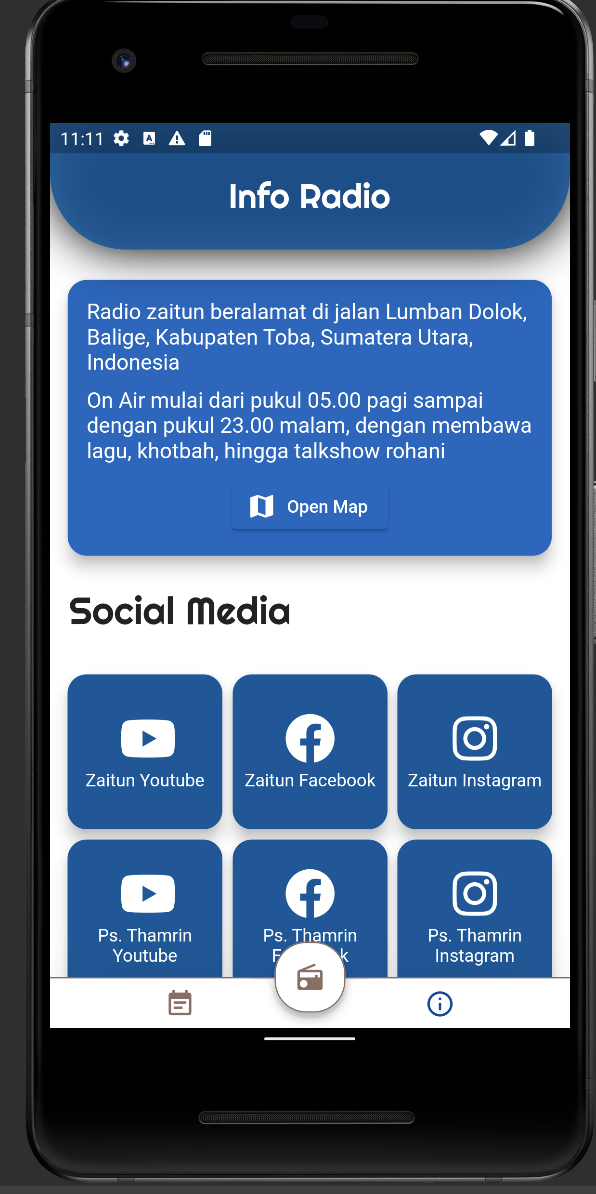 11:11
Info Radio
Radio zaitun beralamat di jalan Lumban Dolok,
Balige, Kabupaten Toba, Sumatera Utara,
Indonesia
On Air mulai dari pukul 05.00 pagi sampai
dengan pukul 23.00 malam, dengan membawa
lagu, khotbah, hingga talkshow rohani
Open Map
Social Media
Zaitun Youtube
Zaitun Facebook
Zaitun Instagram
Ps. Thamrin
Youtube
Ps. Thamrin
Ps. Thamrin
Instagram